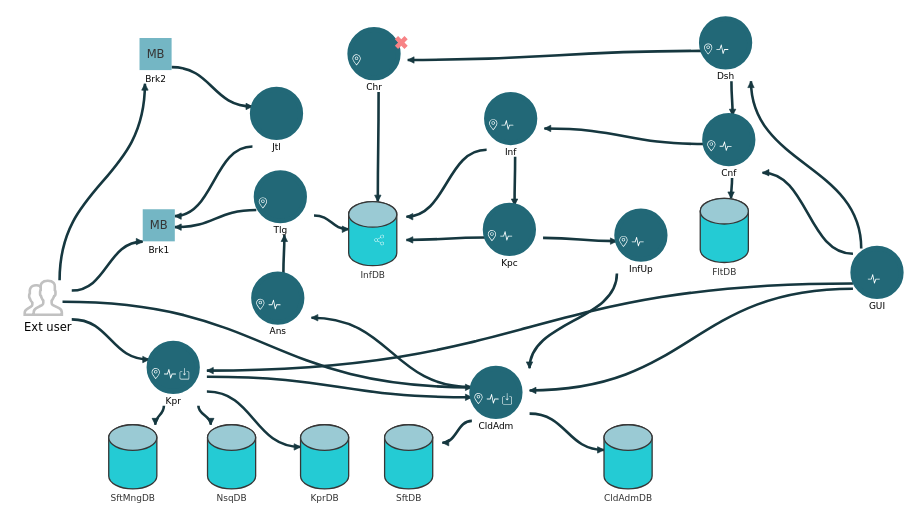 MB
Brk2
Chr
Dsh
Jtl
Inf
Cnf
MB
Brk1
Tlg
InfDB
Kpc
InfUp
FltDB
GUI
Ext user
Ans
Kpr
CldAdm
SftMngDB
NsqDB
KprDB
SftDB
CldAdmDB